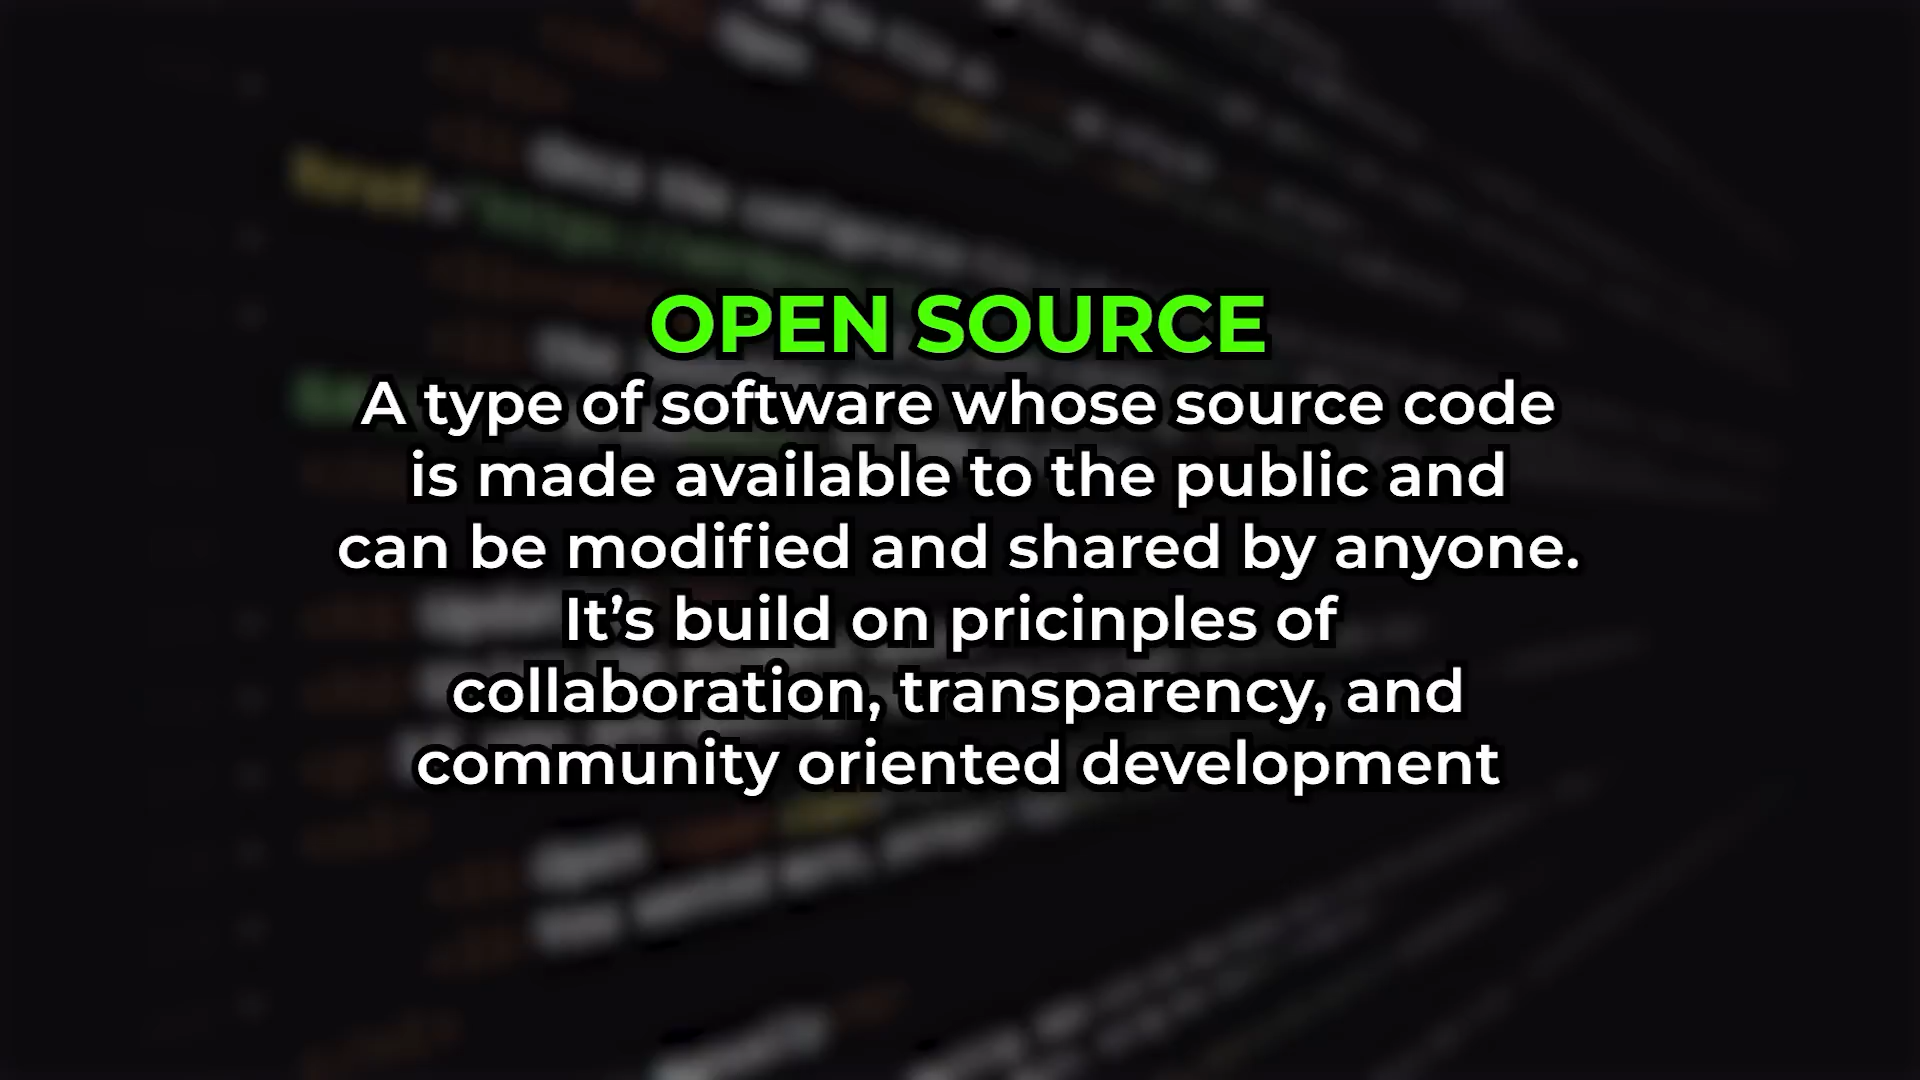 OPEN SOURCE
A type of software whose source code
is made available to the public and
can be modified and shared by anyone.
It’s build on pricinples of
collaboration, transparency, and
community oriented development